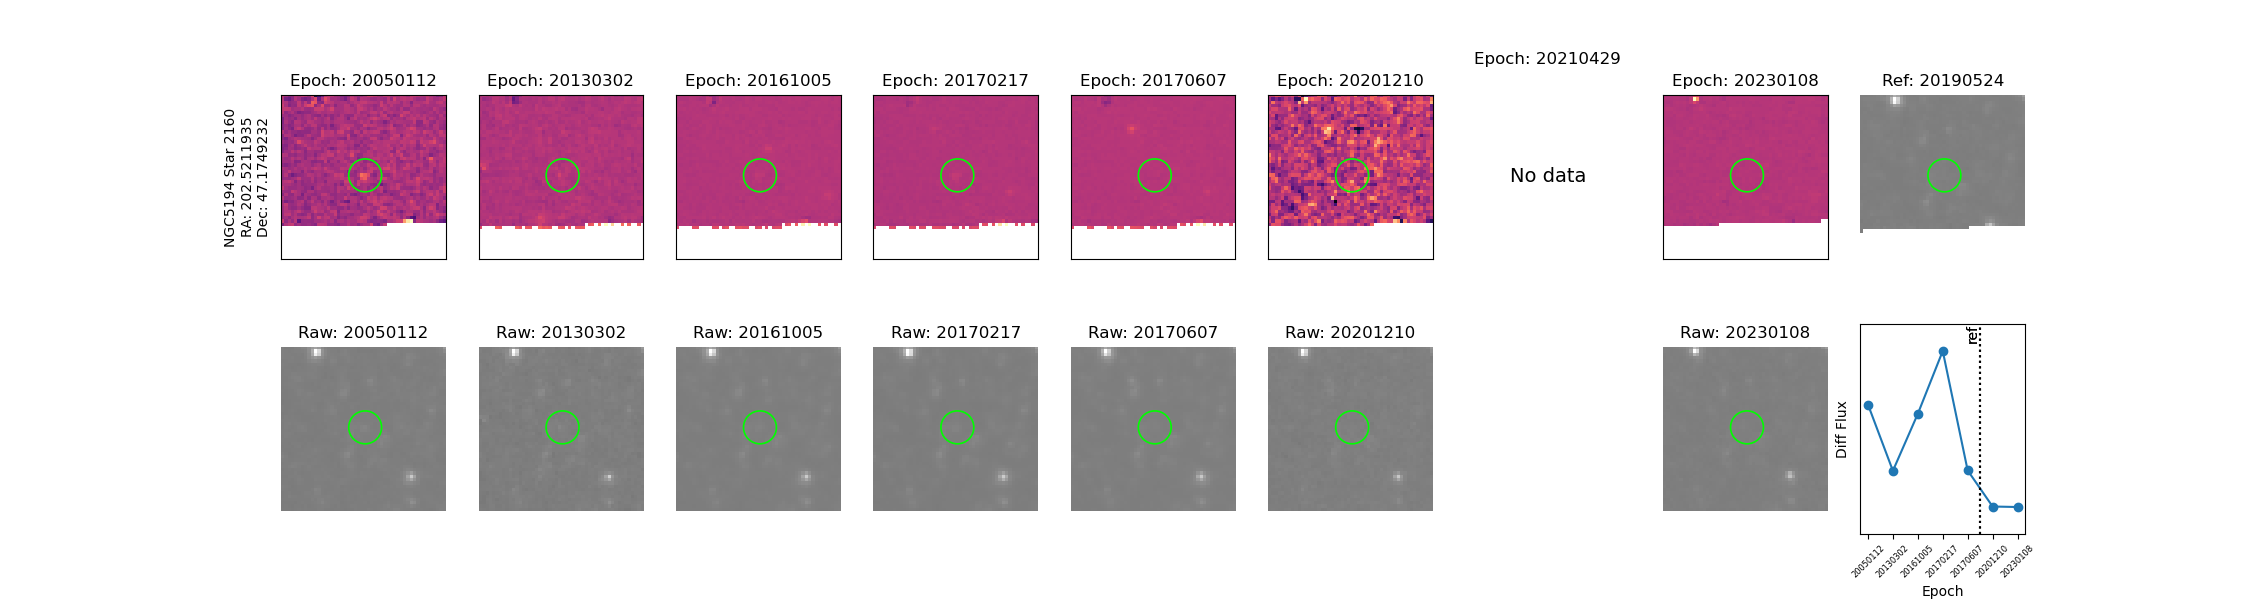 Epoch: 20050112
Epoch: 20130302
Epoch: 20161005
Epoch: 20170217
Epoch: 20170607
Epoch: 20201210
Epoch: 20210429
Epoch: 20230108
Ref: 20190524
NGC5194 Star 2160
RA: 202.5211935
Dec: 47.1749232
No data
Raw: 20050112
Raw: 20130302
Raw: 20161005
Raw: 20170217
Raw: 20170607
Raw: 20201210
Raw: 20230108
ref
Diff Flux
20050112
20130302
20161005
20170217
20170607
20201210
20230108
Epoch